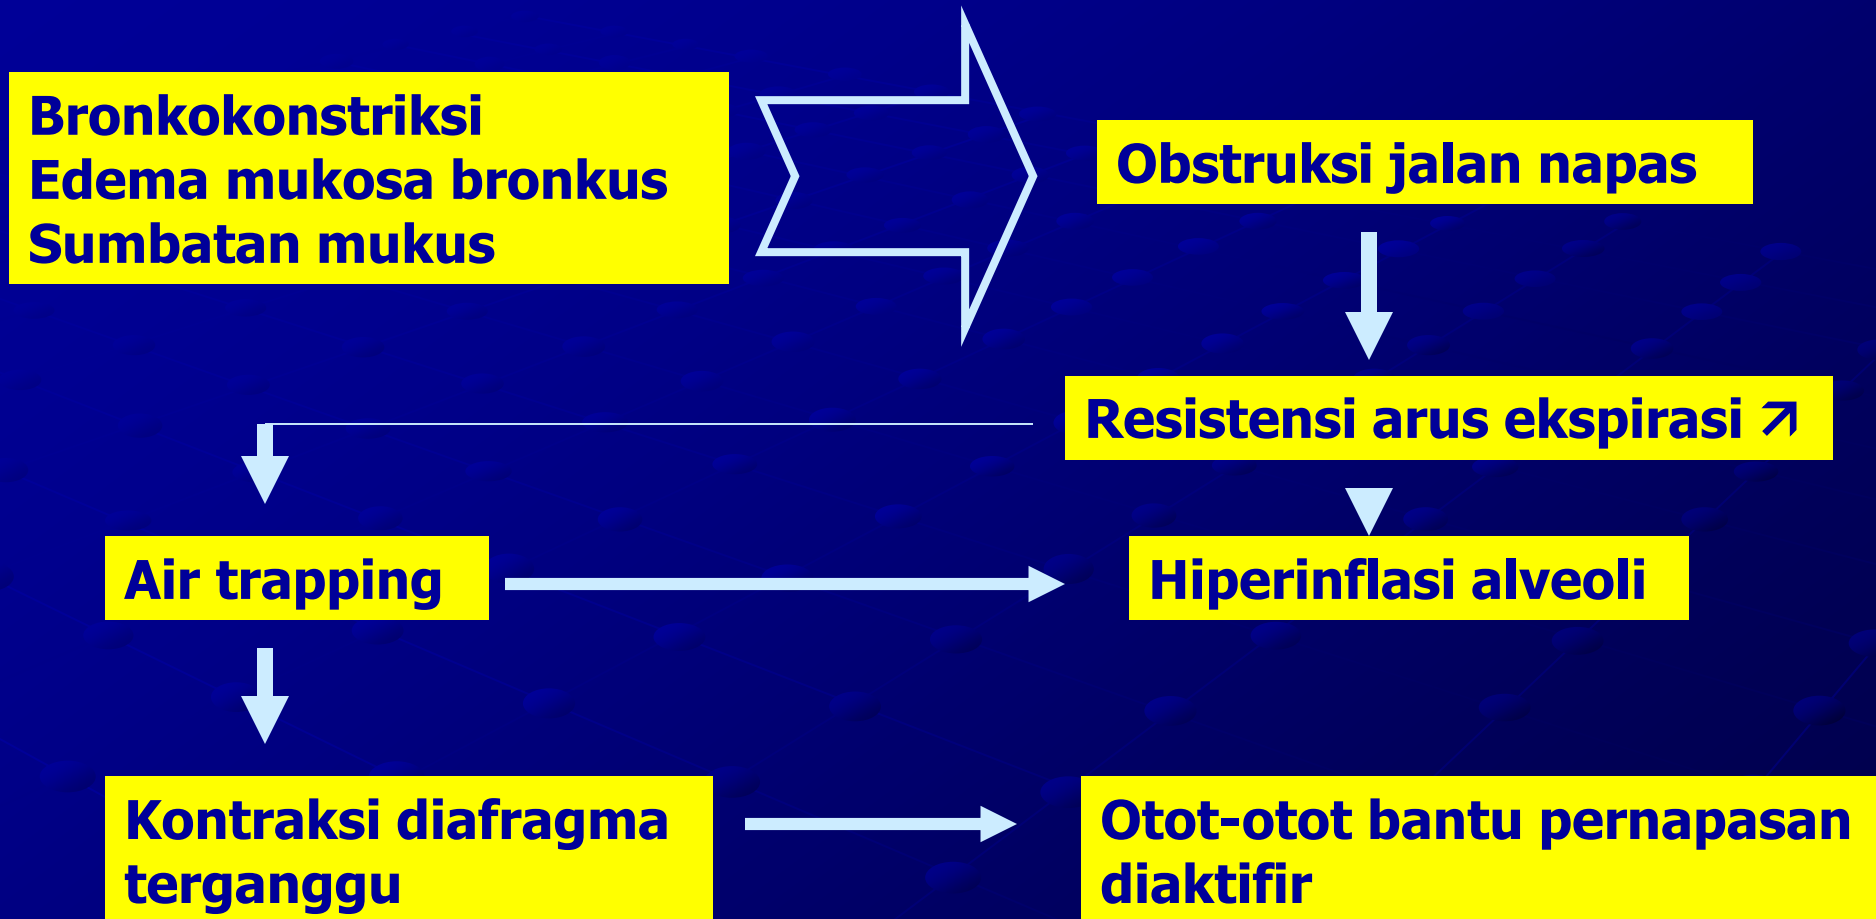 Bronkokonstriksi
Edema mukosa bronkus
Sumbatan mukus
Obstruksi jalan napas
Resistensi arus ekspirasi ↗
Air trapping
Hiperinflasi alveoli
Kontraksi diafragma
terganggu
Otot-otot bantu pernapasan
diaktifir